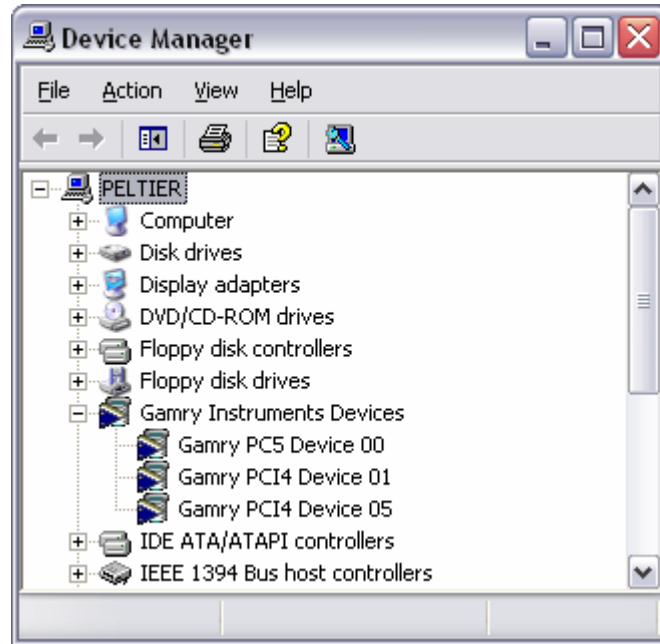 Device Manager
File Action View Help
PELTIER
Computer
Disk drives
Display adapters
DVD/CD-ROM drives
Floppy disk controllers
Floppy disk drives
Gamry Instruments Devices
Gamry PC5 Device 00
Gamry PCI4 Device 01
Gamry PCI4 Device 05
IDE ATA/ATAPI controllers
IEEE 1394 Bus host controllers